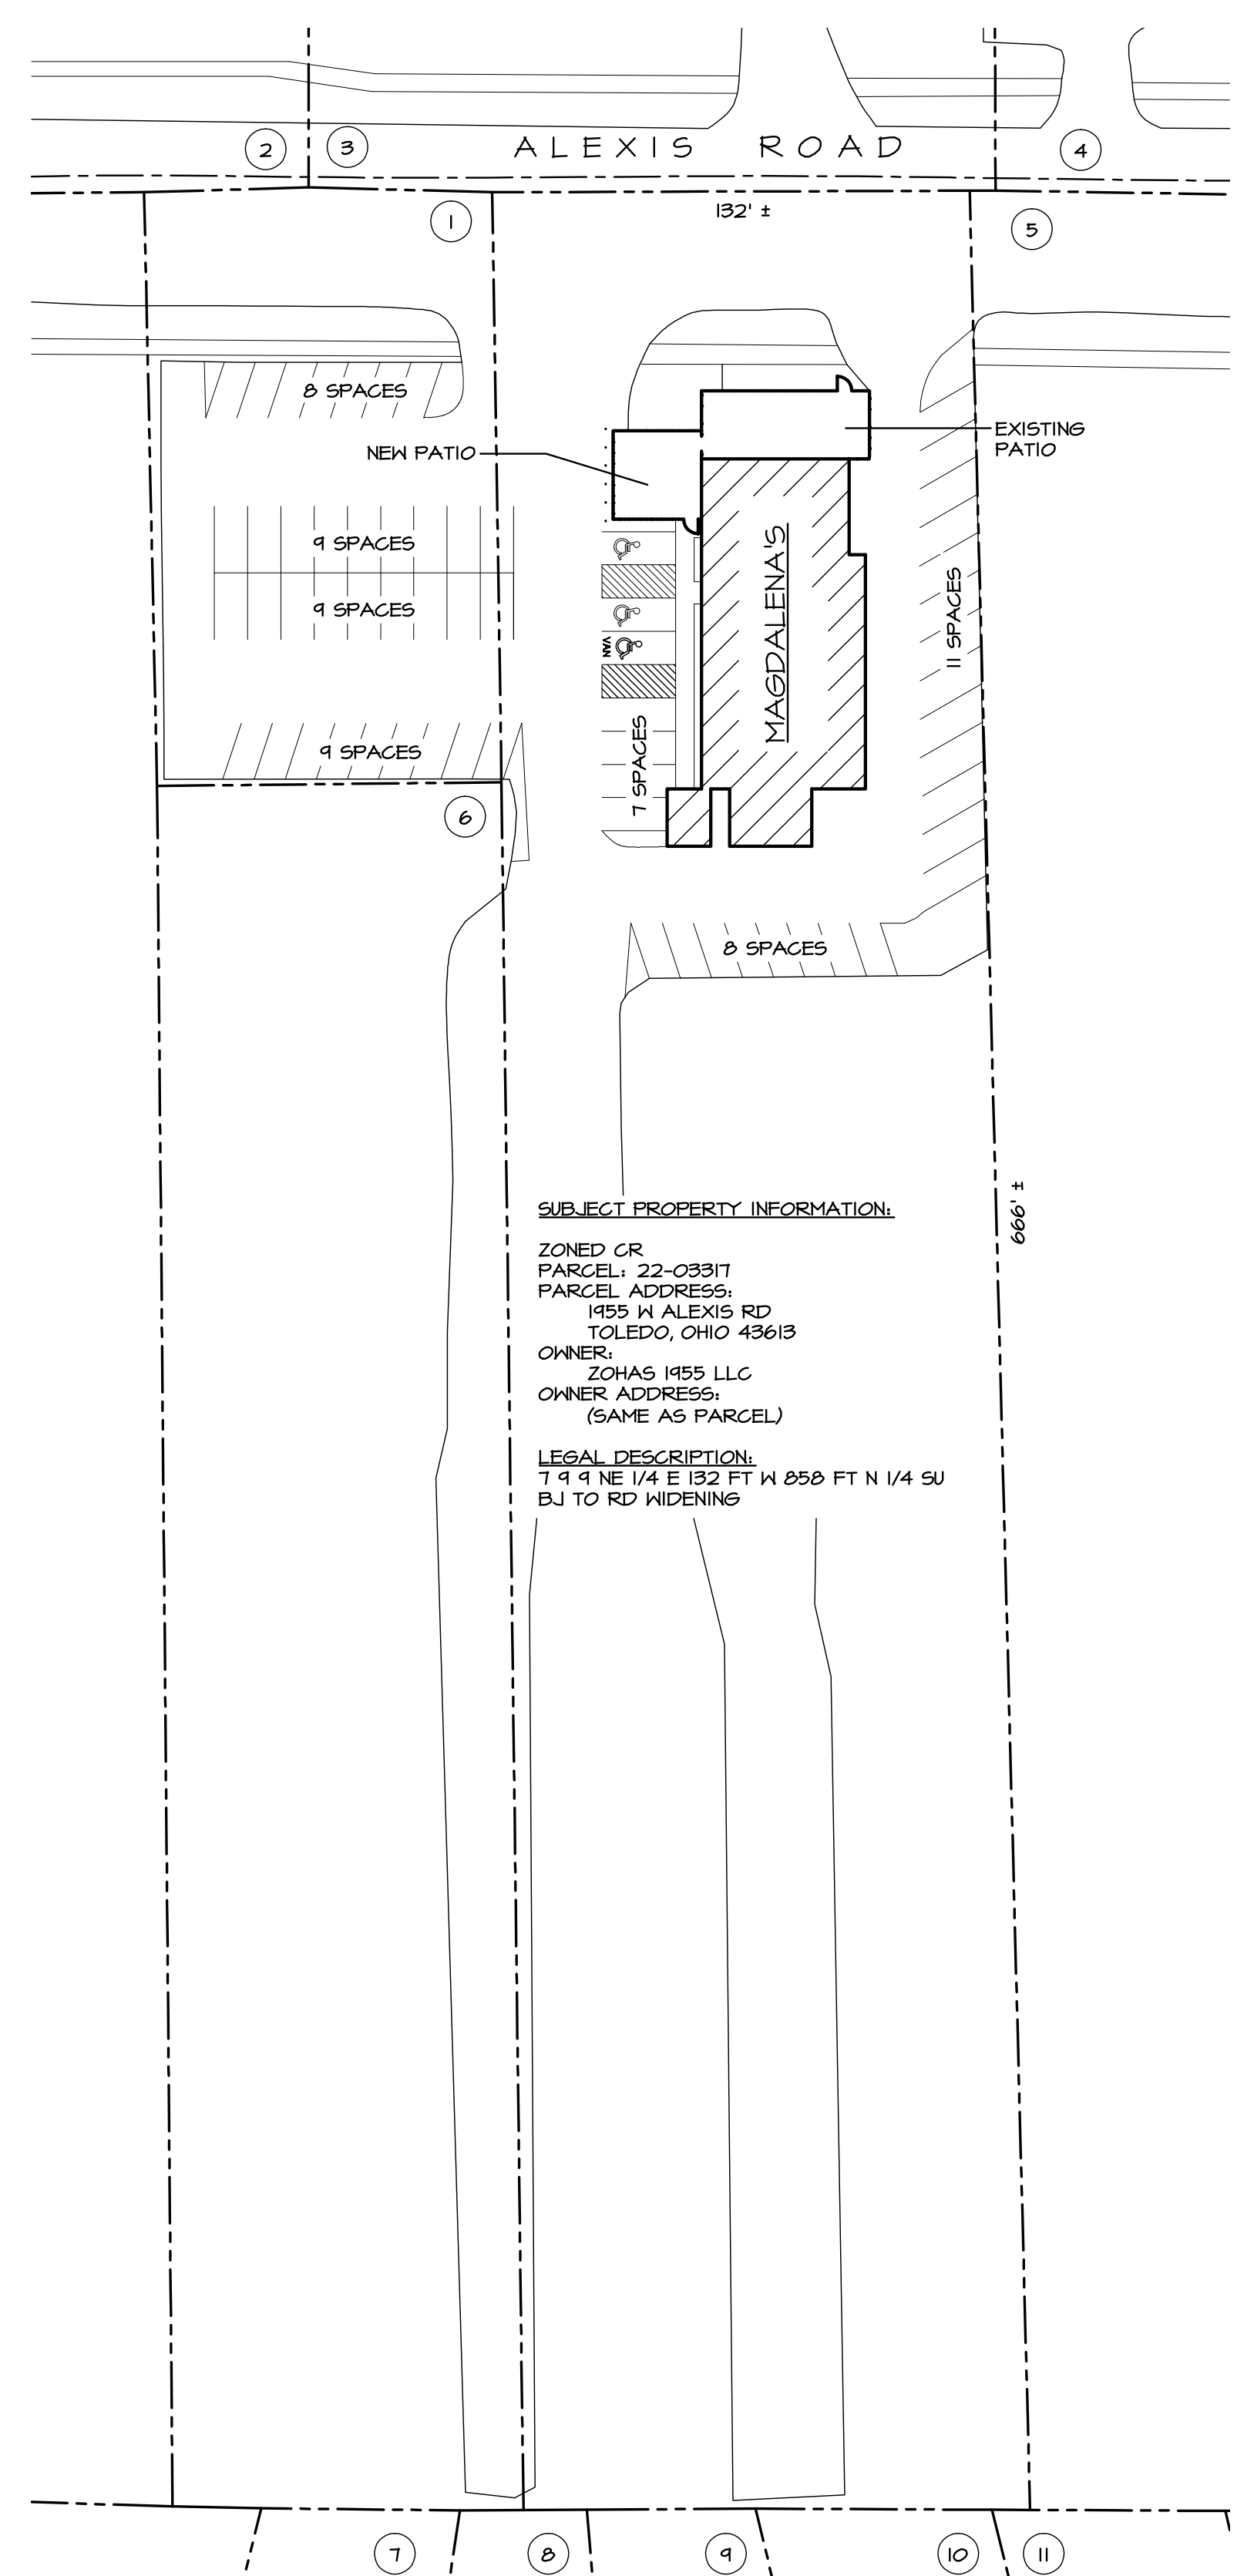 2
3
ALEXIS ROAD
4
1
132' ±
5
8 SPACES
NEW PATIO
EXISTING
PATIO
9 SPACES
9 SPACES
VAN
MAGDALENA'S
11 SPACES
7 SPACES
9 SPACES
6
8 SPACES
666' ±
SUBJECT PROPERTY INFORMATION:
ZONED CR
PARCEL: 22-03317
PARCEL ADDRESS:
1955 W ALEXIS RD
TOLEDO, OHIO 43613
OWNER:
ZOHAS 1955 LLC
OWNER ADDRESS:
(SAME AS PARCEL)
LEGAL DESCRIPTION:
7 9 9 NE 1/4 E 132 FT W 858 FT N 1/4 SU
BJ TO RD WIDENING
7
8
9
10
11